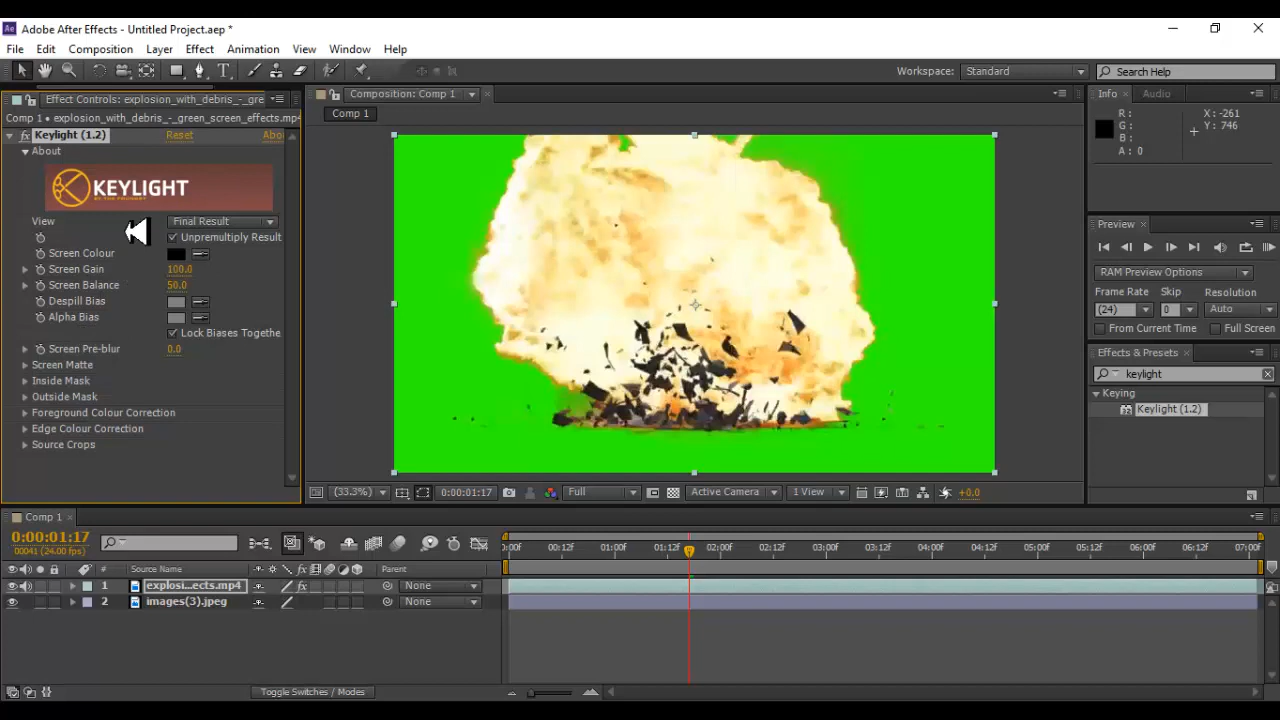 Adobe After Effects - Untitled Project.aep *
File Edit Composition Layer Effect Animation View Window Help
Workspace: Standard Search Help
Effect Controls: explosion_with_debris_-_gre
Comp 1 • explosion_with_debris_-_green_screen_effects.mp4
Keylight (1.2) Reset Abo
About
KEYLIGHT
BY THE FOUNDRY
View Final Result
Unpremultiply Result
Screen Colour
Screen Gain 100.0
Screen Balance 50.0
Despill Bias
Alpha Bias
Lock Biases Togethe
Screen Pre-blur 0.0
Screen Matte
Inside Mask
Outside Mask
Foreground Colour Correction
Edge Colour Correction
Source Crops
Composition: Comp 1
Comp 1
(33.3%) 0:00:01:17 Full Active Camera 1 View +0.0
Info Audio
R: X: -261
G: Y: 746
B:
A: 0
Preview
RAM Preview Options
Frame Rate Skip Resolution
(24) 0 Auto
From Current Time Full Screen
Effects & Presets
keylight
Keying
Keylight (1.2)
Comp 1
0:00:01:17
00041 (24.00 fps)
:00f 00:12f 01:00f 01:12f 02:00f 02:12f 03:00f 03:12f 04:00f 04:12f 05:00f 05:12f 06:00f 06:12f 07:00f
# Source Name Parent
1 explosi...ects.mp4 None
2 images(3).jpeg None
Toggle Switches / Modes